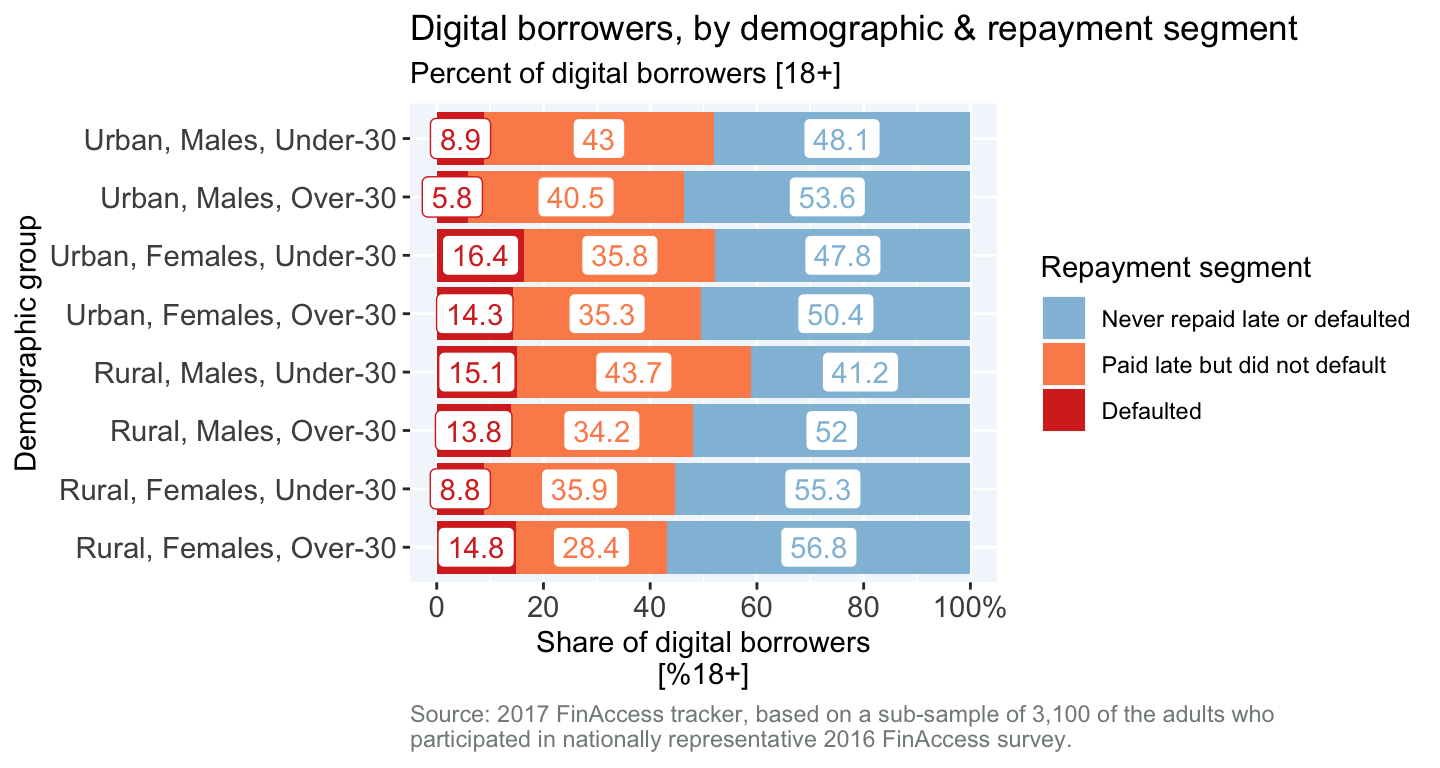 Digital borrowers, by demographic & repayment segment
Percent of digital borrowers [18+]
Demographic group
Urban, Males, Under-30 8.9 43 48.1
Urban, Males, Over-30 5.8 40.5 53.6
Urban, Females, Under-30 16.4 35.8 47.8
Urban, Females, Over-30 14.3 35.3 50.4
Rural, Males, Under-30 15.1 43.7 41.2
Rural, Males, Over-30 13.8 34.2 52
Rural, Females, Under-30 8.8 35.9 55.3
Rural, Females, Over-30 14.8 28.4 56.8
0 20 40 60 80 100%
Share of digital borrowers
[%18+]
Repayment segment
Never repaid late or defaulted
Paid late but did not default
Defaulted
Source: 2017 FinAccess tracker, based on a sub-sample of 3,100 of the adults who
participated in nationally representative 2016 FinAccess survey.